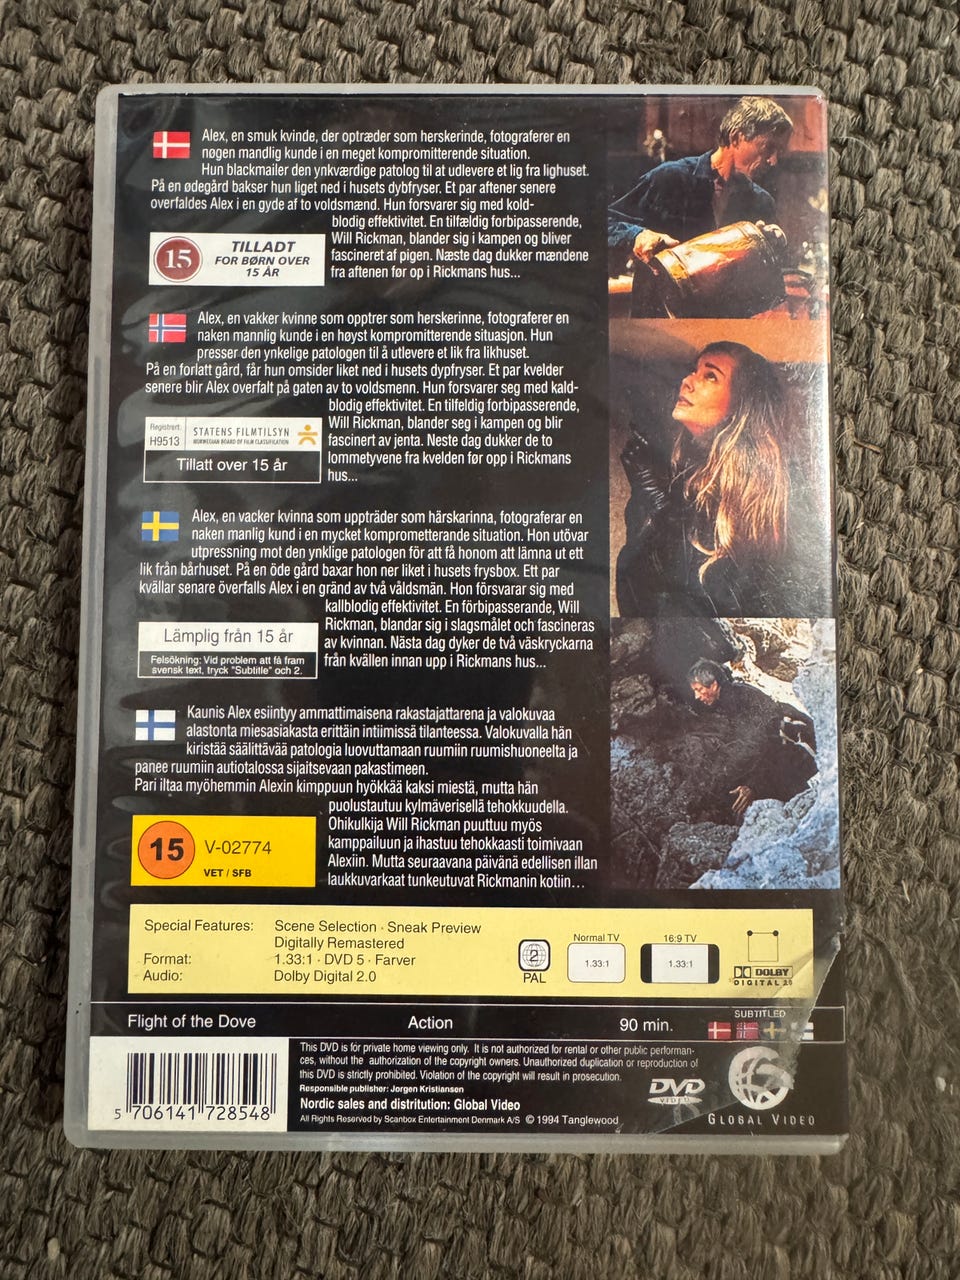 Alex, en smuk kvinde, der optræder som herskerinde, fotograferer en
nøgen mandlig kunde i en meget kompromitterende situation.
Hun blackmailer den ynkværdige patolog til at udlevere et lig fra lighuset.
På en ødegård bakser hun liget ned i husets dybfryser. Et par aftener senere
overfaldes Alex i en gyde af to voldsmænd. Hun forsvarer sig med kold-
blodig effektivitet. En tilfældig forbipasserende,
Will Rickman, blander sig i kampen og bliver
fascineret af pigen. Næste dag dukker mændene
fra aftenen før op i Rickmans hus...
15
TILLADT
FOR BØRN OVER
15 ÅR
Alex, en vakker kvinne som opptrer som herskerinne, fotograferer en
naken mannlig kunde i en høyst kompromitterende situasjon. Hun
presser den ynkelige patologen til å utlevere et lik fra likhuset.
På en forlatt gård, får hun omsider liket ned i husets dypfryser. Et par kvelder
senere blir Alex overfalt på gaten av to voldsmenn. Hun forsvarer seg med kald-
blodig effektivitet. En tilfeldig forbipasserende,
Will Rickman, blander seg i kampen og blir
fascinert av jenta. Neste dag dukker de to
lommetyvene fra kvelden før opp i Rickmans
hus...
Registrert:
H9513
STATENS FILMTILSYN
NORWEGIAN BOARD OF FILM CLASSIFICATION
Tillatt over 15 år
Alex, en vacker kvinna som uppträder som härskarinna, fotograferar en
naken manlig kund i en mycket komprometterande situation. Hon utövar
utpressning mot den ynklige patologen för att få honom att lämna ut ett
lik från bårhuset. På en öde gård baxar hon ner liket i husets frysbox. Ett par
kvällar senare överfalls Alex i en gränd av två våldsmän. Hon försvarar sig med
kallblodig effektivitet. En förbipasserande, Will
Rickman, blandar sig i slagsmålet och fascineras
av kvinnan. Nästa dag dyker de två väskryckarna
från kvällen innan upp i Rickmans hus...
Lämplig från 15 år
Felsökning: Vid problem att få fram
svensk text, tryck "Subtitle" och 2.
Kaunis Alex esiintyy ammattimaisena rakastajattarena ja valokuvaa
alastonta miesasiakasta erittäin intiimissä tilanteessa. Valokuvalla hän
kiristää säälittävää patologia luovuttamaan ruumiin ruumishuoneelta ja
panee ruumiin autiotalossa sijaitsevaan pakastimeen.
Pari iltaa myöhemmin Alexin kimppuun hyökkää kaksi miestä, mutta hän
puolustautuu kylmäverisellä tehokkuudella.
Ohikulkija Will Rickman puuttuu myös
kamppailuun ja ihastuu tehokkaasti toimivaan
Alexiin. Mutta seuraavana päivänä edellisen illan
laukkuvarkaat tunkeutuvat Rickmanin kotiin...
15
V-02774
VET / SFB
Special Features: Scene Selection · Sneak Preview
Digitally Remastered
Format: 1.33:1 · DVD 5 · Farver
Audio: Dolby Digital 2.0
2
PAL
Normal TV
1.33:1
16:9 TV
1.33:1
DOLBY
DIGITAL 2.0
Flight of the Dove Action 90 min.
SUBTITLED
This DVD is for private home viewing only. It is not authorized for rental or other public performan-
ces, without the authorization of the copyright owners. Unauthorized duplication or reproduction of
this DVD is strictly prohibited. Violation of the copyright will result in prosecution.
Responsible publisher: Jørgen Kristiansen
Nordic sales and distritution: Global Video
All Rights Reserved by Scanbox Entertainment Denmark A/S © 1994 Tanglewood
5 706141 728548
DVD
VIDEO
GLOBAL VIDEO